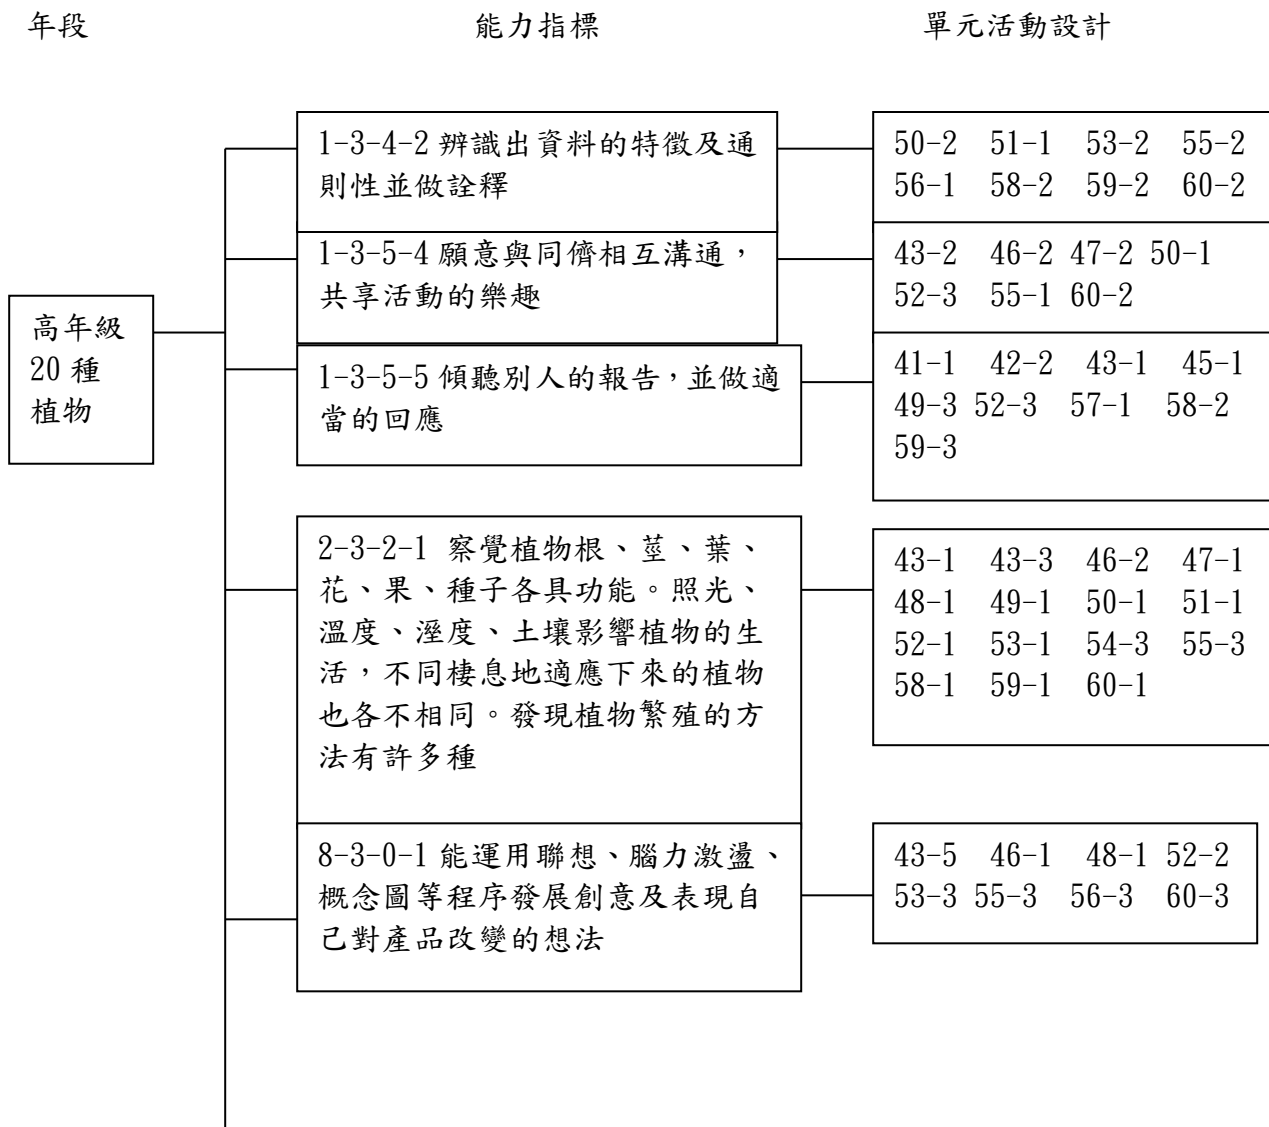 年段 能力指標 單元活動設計
高年級
20 種
植物
1-3-4-2 辨識出資料的特徵及通
則性並做詮釋
50-2 51-1 53-2 55-2
56-1 58-2 59-2 60-2
1-3-5-4 願意與同儕相互溝通，
共享活動的樂趣
43-2 46-2 47-2 50-1
52-3 55-1 60-2
1-3-5-5 傾聽別人的報告，並做適
當的回應
41-1 42-2 43-1 45-1
49-3 52-3 57-1 58-2
59-3
2-3-2-1 察覺植物根、莖、葉、
花、果、種子各具功能。照光、
溫度、溼度、土壤影響植物的生
活，不同棲息地適應下來的植物
也各不相同。發現植物繁殖的方
法有許多種
43-1 43-3 46-2 47-1
48-1 49-1 50-1 51-1
52-1 53-1 54-3 55-3
58-1 59-1 60-1
8-3-0-1 能運用聯想、腦力激盪、
概念圖等程序發展創意及表現自
己對產品改變的想法
43-5 46-1 48-1 52-2
53-3 55-3 56-3 60-3